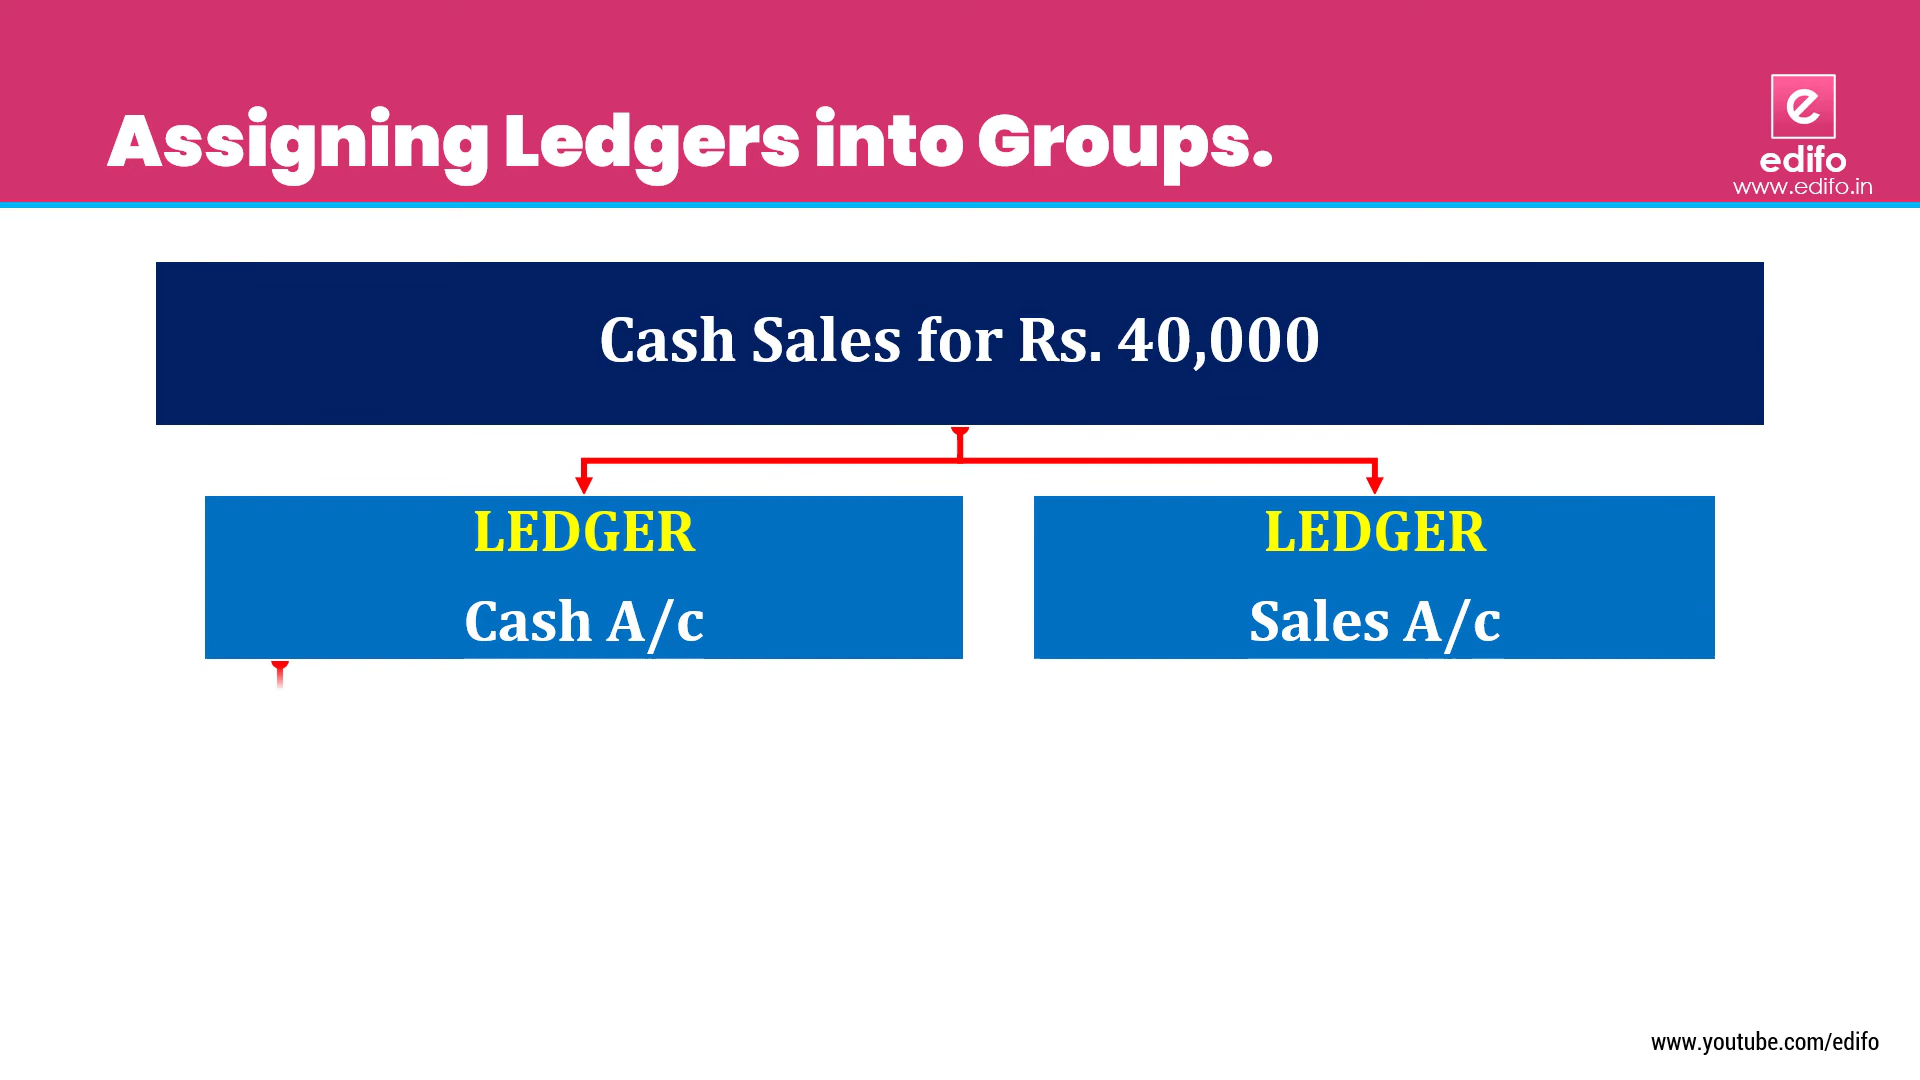 Assigning Ledgers into Groups.
e
edifo
www.edifo.in
Cash Sales for Rs. 40,000
LEDGER
Cash A/c
LEDGER
Sales A/c
www.youtube.com/edifo